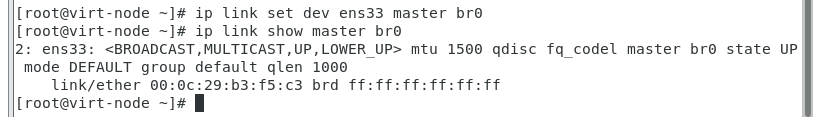 [root@virt-node ~]# ip link set dev ens33 master br0
[root@virt-node ~]# ip link show master br0
2: ens33: <BROADCAST,MULTICAST,UP,LOWER_UP> mtu 1500 qdisc fq_codel master br0 state UP
 mode DEFAULT group default qlen 1000
    link/ether 00:0c:29:b3:f5:c3 brd ff:ff:ff:ff:ff:ff
[root@virt-node ~]#